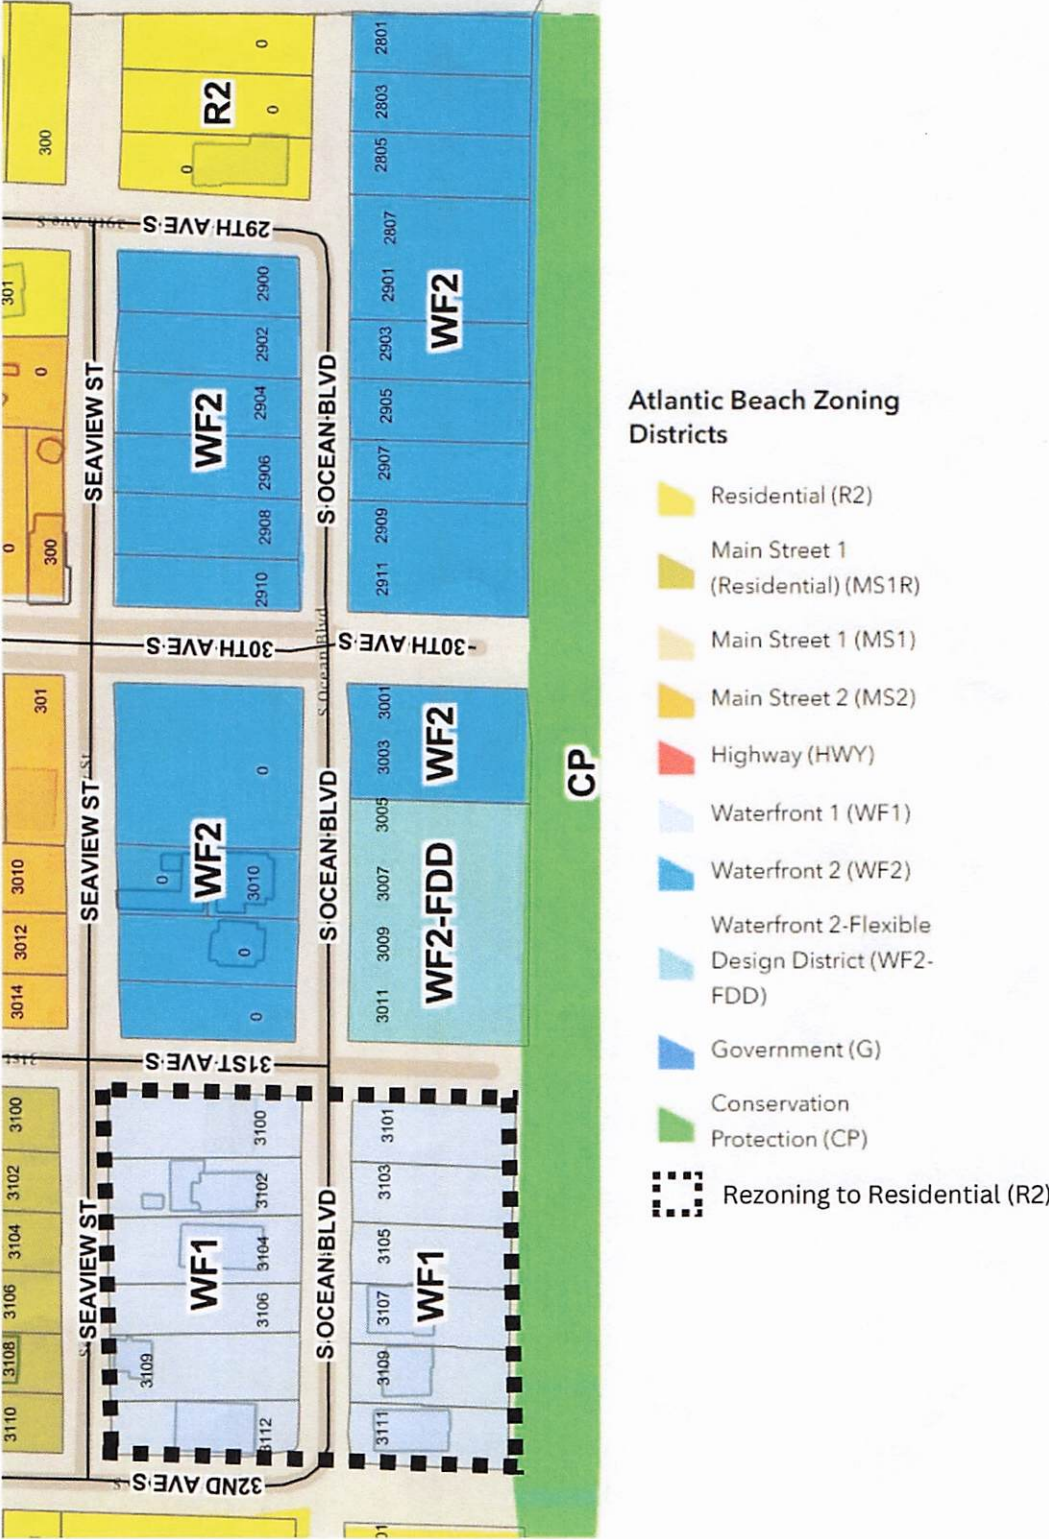 300
0
R2
0
0
2801
2803
2805
29th Ave S
29TH AVE S
2807
301
2900
2901
WF2
2902
2903
0
SEAVIEW ST
WF2
2904
S OCEAN BLVD
2905
2906
2907
0
300
2908
2909
2910
2911
30TH AVE S
S Ocean Blvd
30TH AVE S
301
3001
WF2
0
3003
CP
SEAVIEW ST
S OCEAN BLVD
3005
3010
WF2
0
3010
3007
WF2-FDD
3012
0
3009
3014
0
3011
31ST AVE S
3100
3100
3101
3102
3102
3103
3104
SEAVIEW ST
3104
S OCEAN BLVD
3105
WF1
WF1
3106
3106
3107
3108
3109
3109
3110
3112
3111
32ND AVE S
Atlantic Beach Zoning
Districts
Residential (R2)
Main Street 1
(Residential) (MS1R)
Main Street 1 (MS1)
Main Street 2 (MS2)
Highway (HWY)
Waterfront 1 (WF1)
Waterfront 2 (WF2)
Waterfront 2-Flexible
Design District (WF2-
FDD)
Government (G)
Conservation
Protection (CP)
Rezoning to Residential (R2)